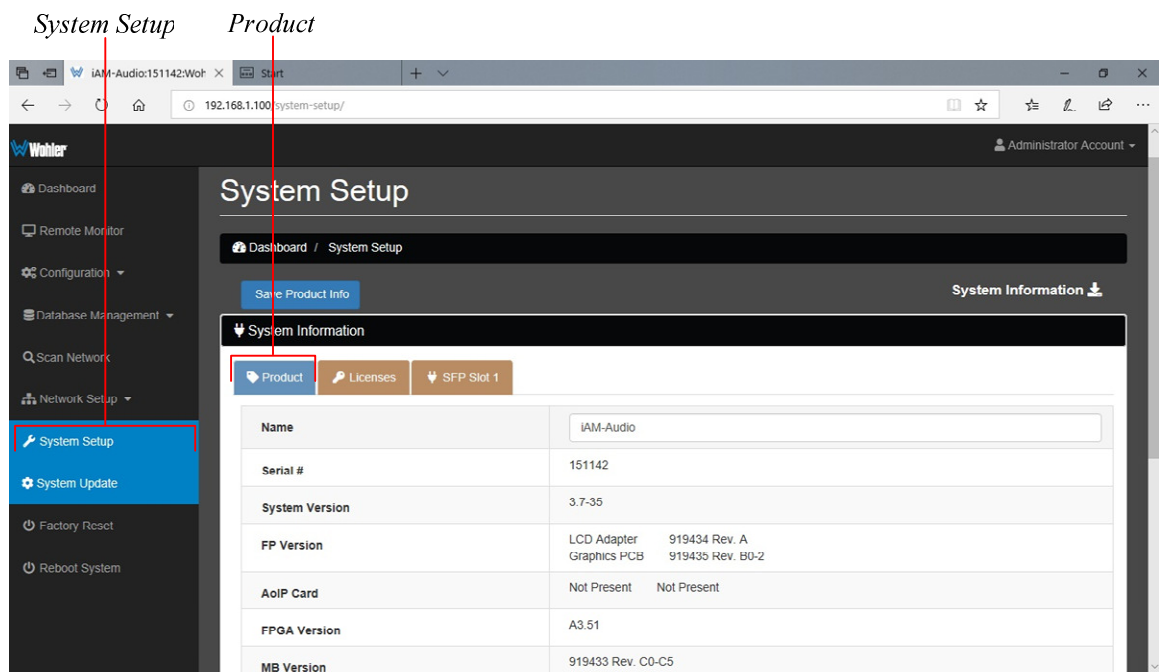 System Setup Product
iAM-Audio:151142:Woh Start
192.168.1.100/system-setup/
Wohler Administrator Account
Dashboard
Remote Monitor
Configuration
Database Management
Scan Network
Network Setup
System Setup
System Update
Factory Reset
Reboot System
System Setup
Dashboard / System Setup
Save Product Info System Information
System Information
Product Licenses SFP Slot 1
Name iAM-Audio
Serial # 151142
System Version 3.7-35
FP Version LCD Adapter 919434 Rev. A
Graphics PCB 919435 Rev. B0-2
AoIP Card Not Present Not Present
FPGA Version A3.51
MB Version 919433 Rev. C0-C5